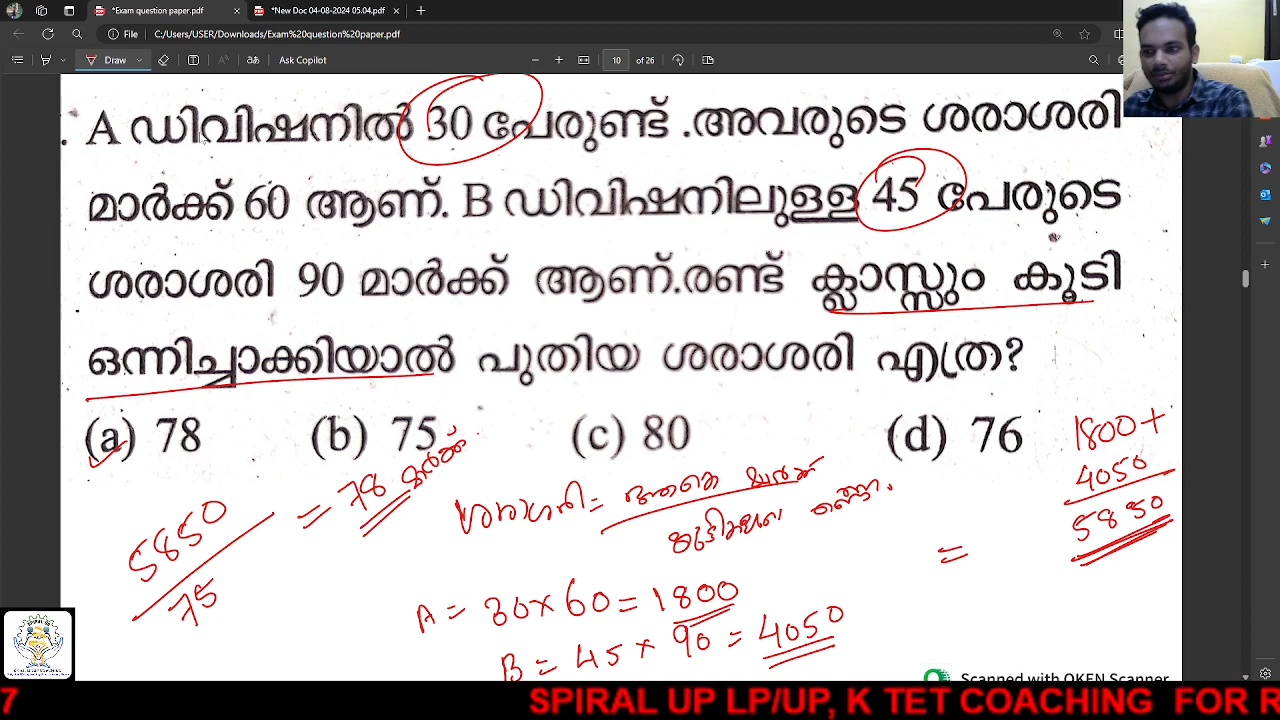 *Exam question paper.pdf
*New Doc 04-08-2024 05.04.pdf
File
C:/Users/USER/Downloads/Exam%20question%20paper.pdf
Draw
Ask Copilot
10 of 26
. A ഡിവിഷനിൽ 30 പേരുണ്ട് .അവരുടെ ശരാശരി
മാർക്ക് 60 ആണ്. B ഡിവിഷനിലുള്ള 45 പേരുടെ
ശരാശരി 90 മാർക്ക് ആണ്.രണ്ട് ക്ലാസ്സും കൂടി
ഒന്നിച്ചാക്കിയാൽ പുതിയ ശരാശരി എത്ര?
(a) 78 (b) 75 (c) 80 (d) 76
1800+
4050
5850
5850
75
= 78 മാർക്ക്
ശരാശരി =
എണ്ണം.
=
A = 30×60 = 1800
B = 45 × 90 = 4050
Scanned with OKEN Scanner
7 SPIRAL UP LP/UP, K TET COACHING FOR R